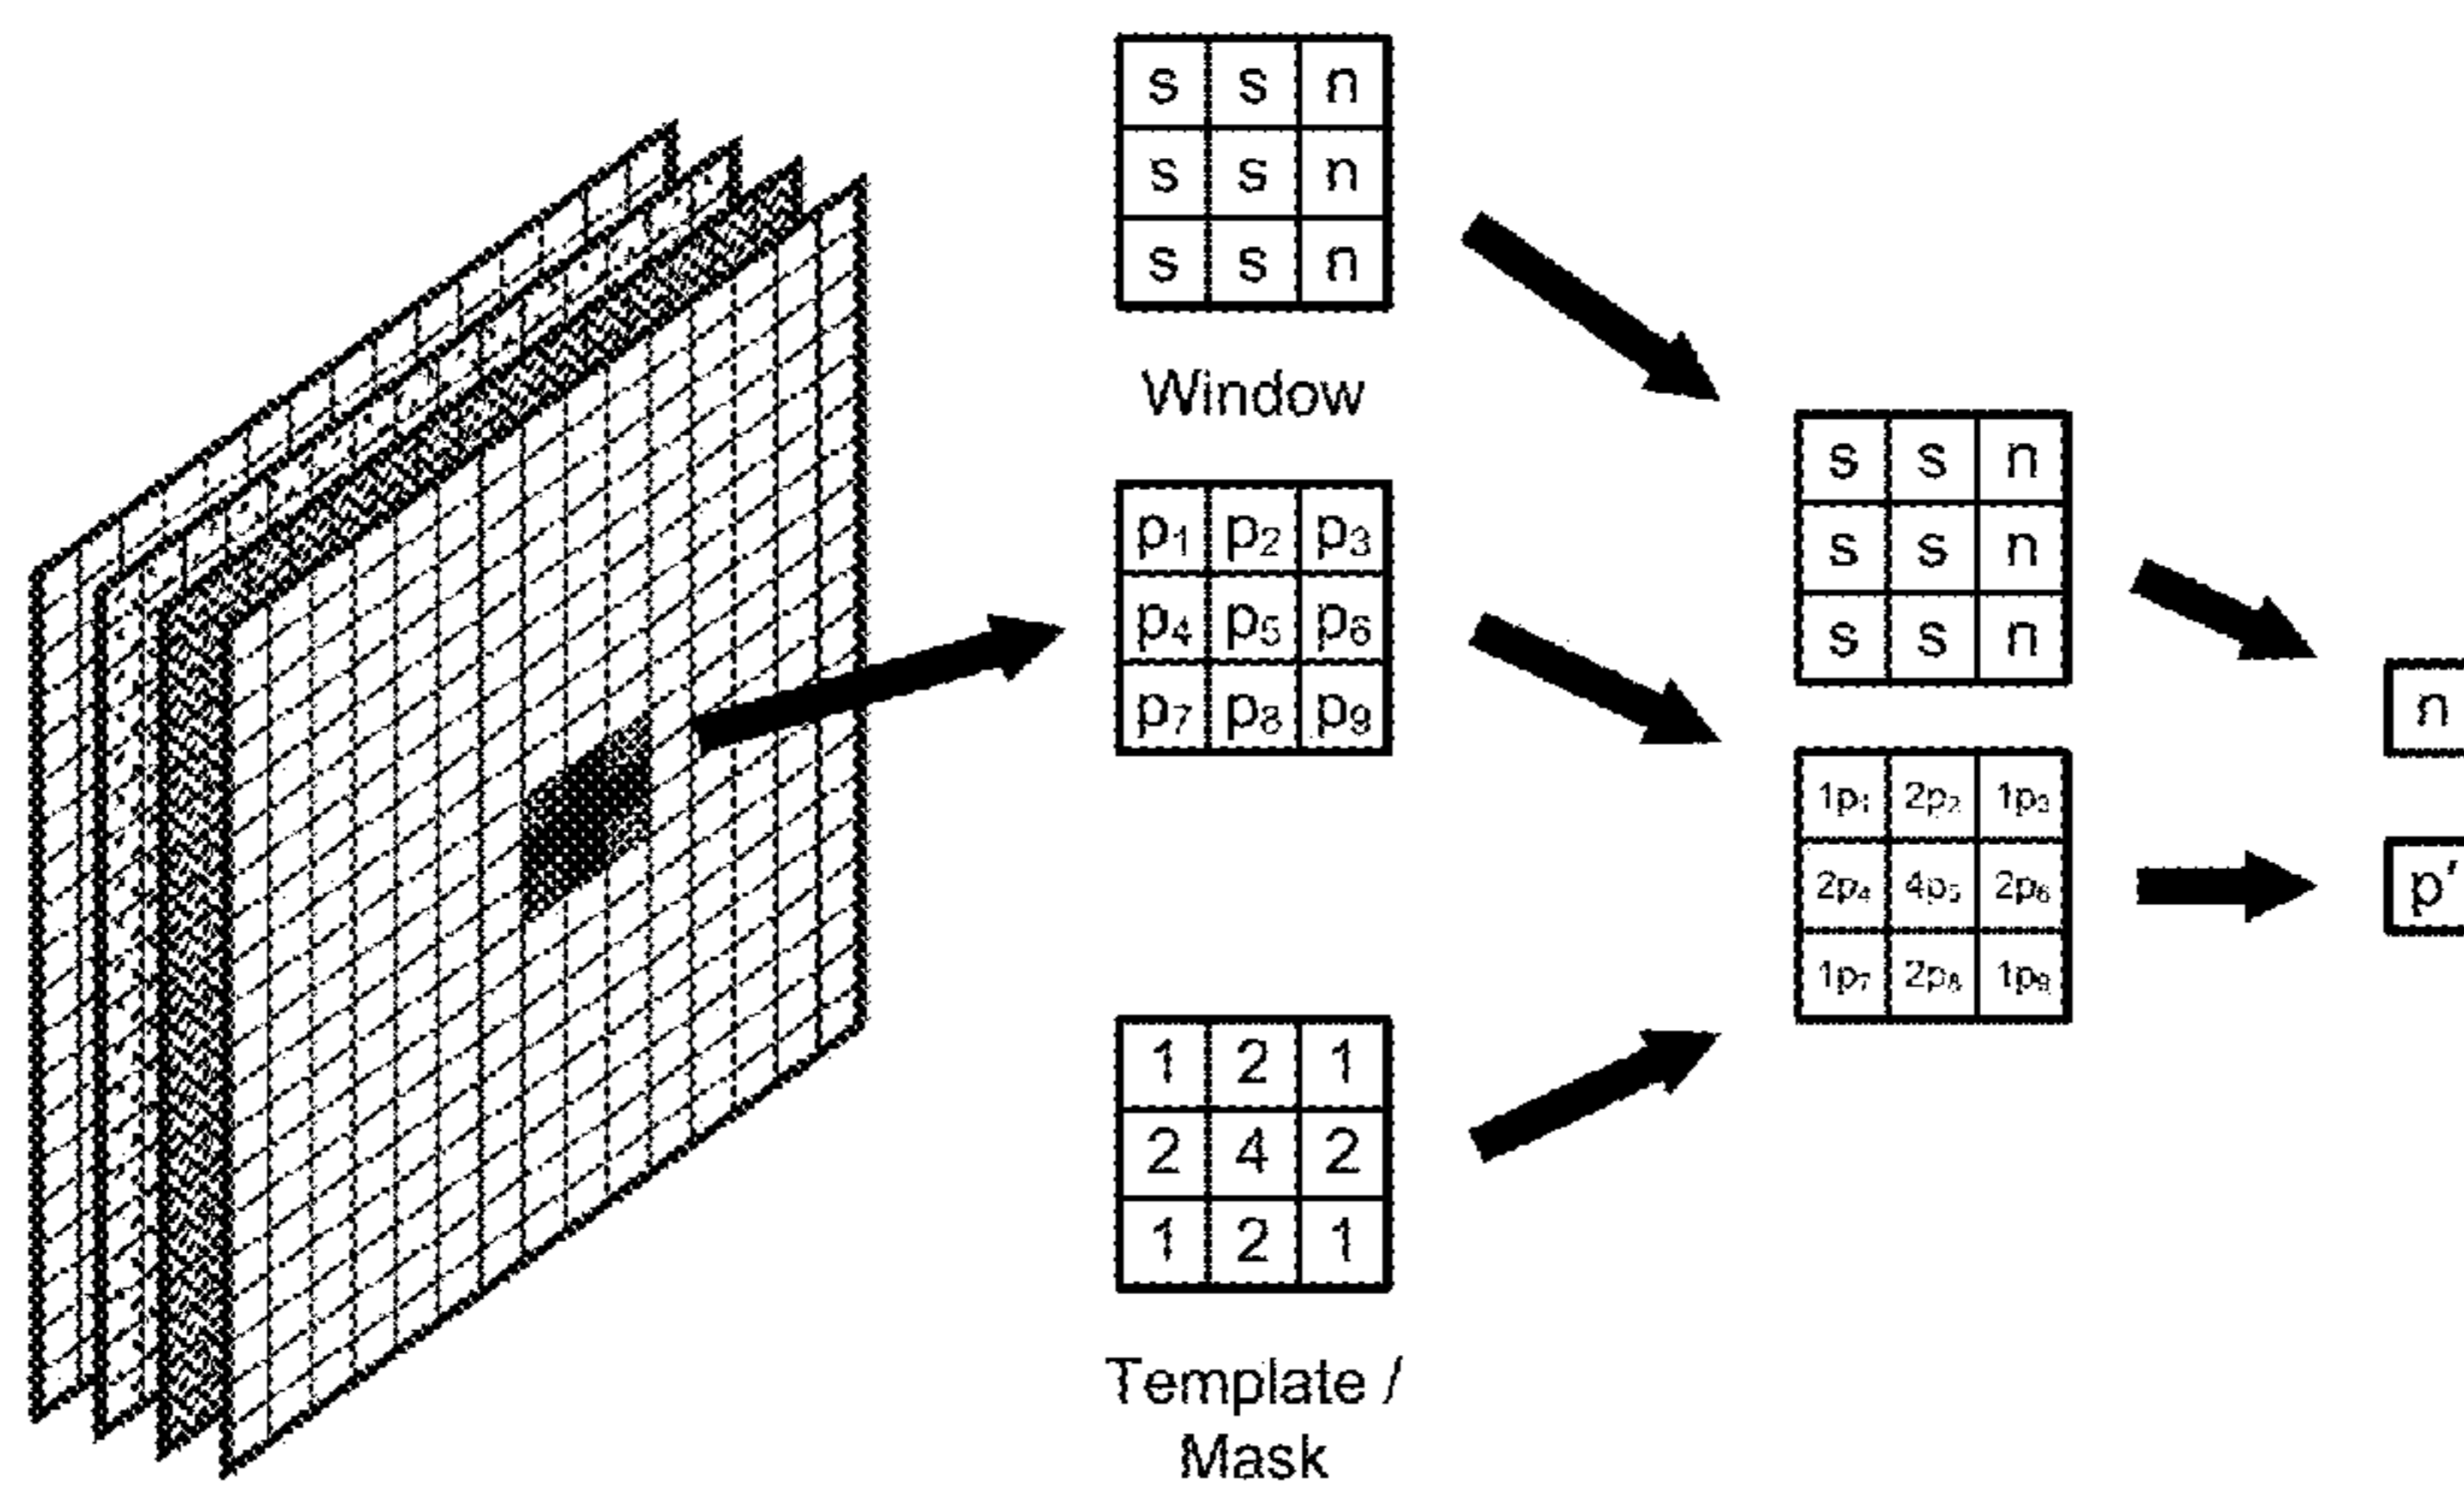 s s n
s s n
s s n
Window
p₁ p₂ p₃
p₄ p₅ p₆
p₇ p₈ p₉
1 2 1
2 4 2
1 2 1
Template /
Mask
s s n
s s n
s s n
1p₁ 2p₂ 1p₃
2p₄ 4p₅ 2p₆
1p₇ 2p₈ 1p₉
n
p'